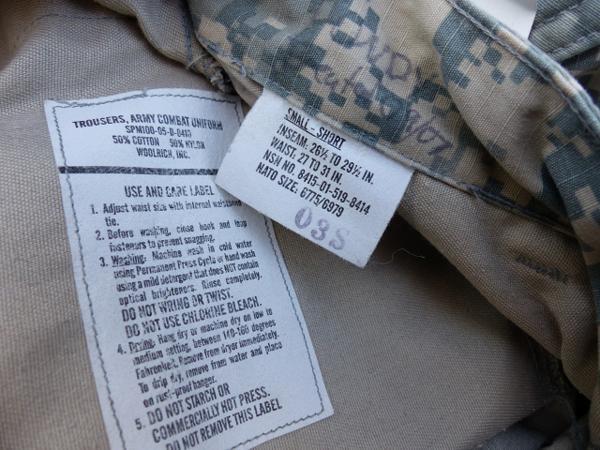 TROUSERS, ARMY COMBAT UNIFORM
SPM100-05-D-0413
50% COTTON 50% NYLON
WOOLRICH, INC.
USE AND CARE LABEL
1. Adjust waist size with internal waistband
tie.
2. Before washing, close hook and loop
fasteners to prevent snagging.
3. Washing: Machine wash in cold water
using Permanent Press Cycle or hand wash
using a mild detergent that does NOT contain
optical brighteners. Rinse completely.
DO NOT WRING OR TWIST.
DO NOT USE CHLORINE BLEACH.
4. Drying: Hang dry or machine dry on low to
medium setting, between 140-160 degrees
Fahrenheit. Remove from dryer immediately.
To drip dry, remove from water and place
on rust-proof hanger.
5. DO NOT STARCH OR
COMMERCIALLY HOT PRESS.
DO NOT REMOVE THIS LABEL
SMALL - SHORT
INSEAM: 26½ TO 29½ IN.
WAIST: 27 TO 31 IN.
NSH NO. 8415-01-519-8414
NATO SIZE: 6775/6979
03S